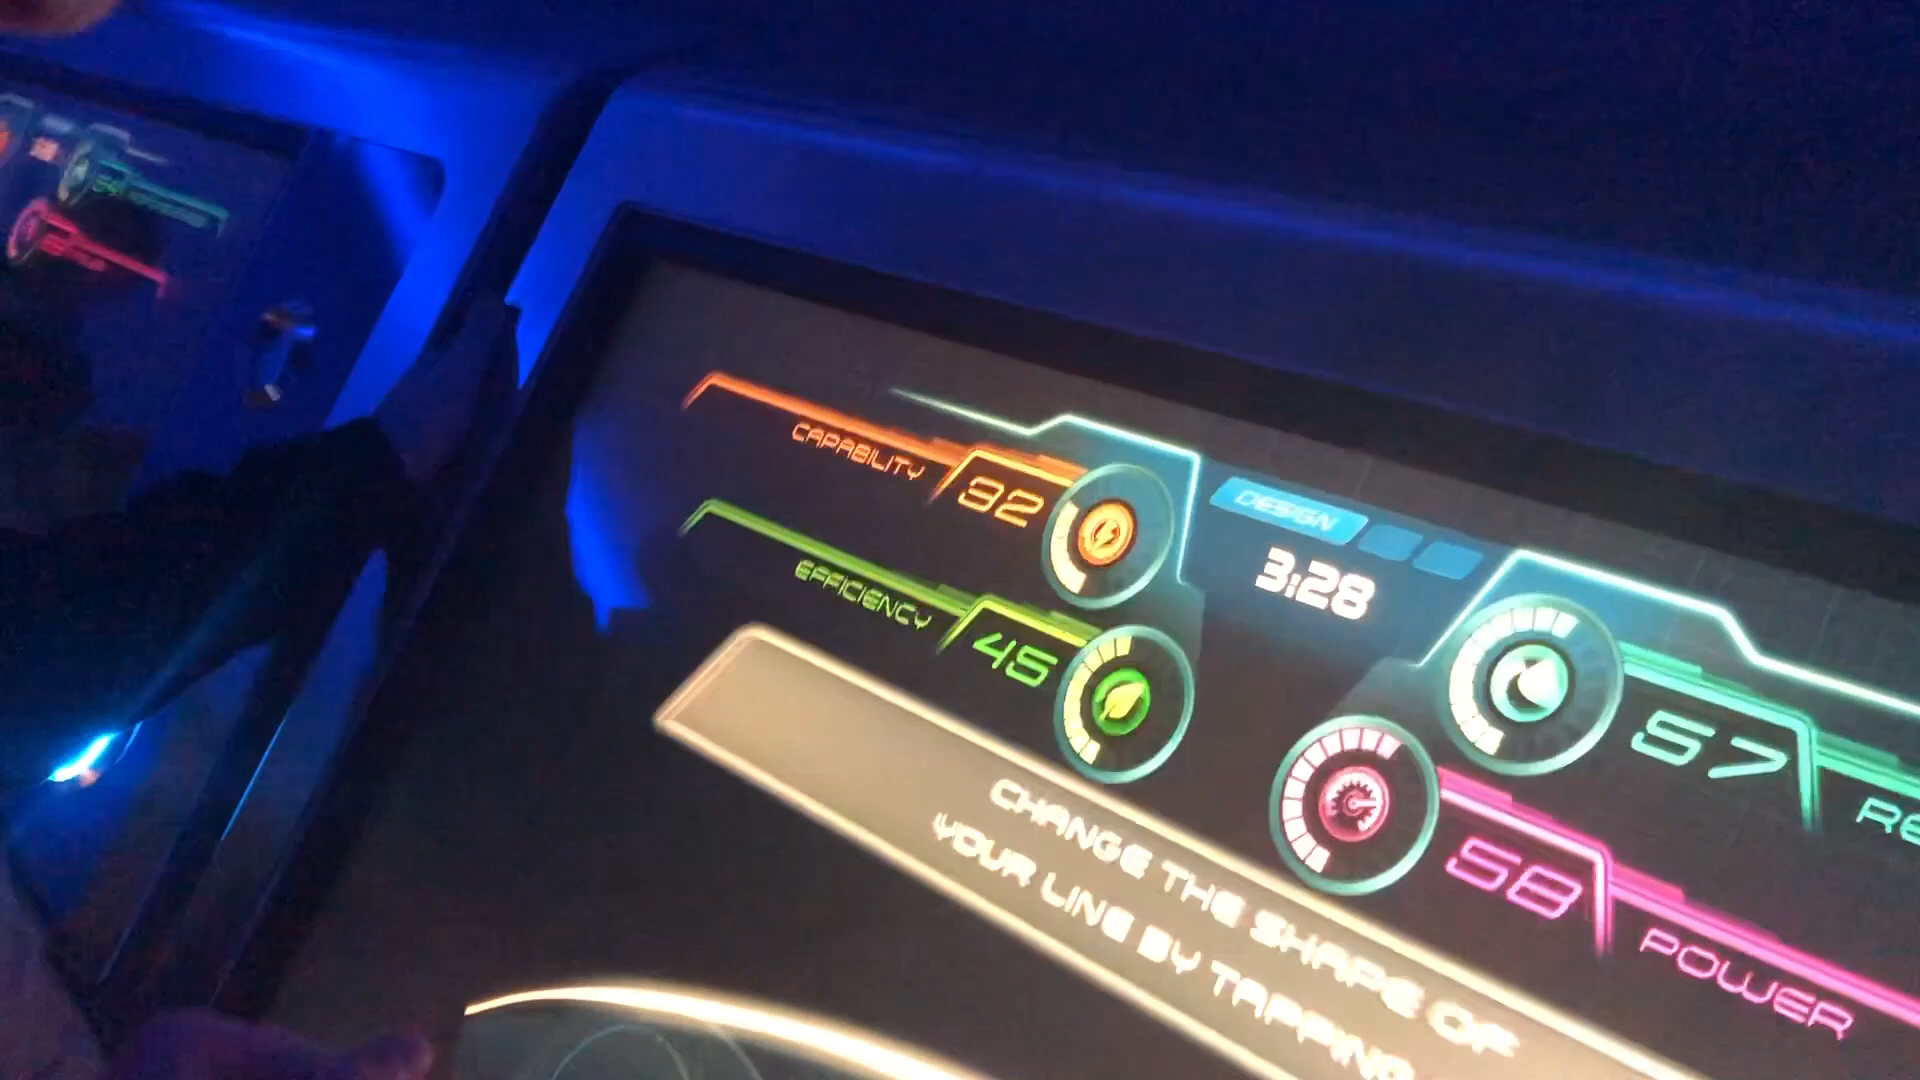 CAPABILITY
32
DESIGN
3:28
EFFICIENCY
45
57
58
POWER
CHANGE THE SHAPE OF
YOUR LINE BY TAPPING